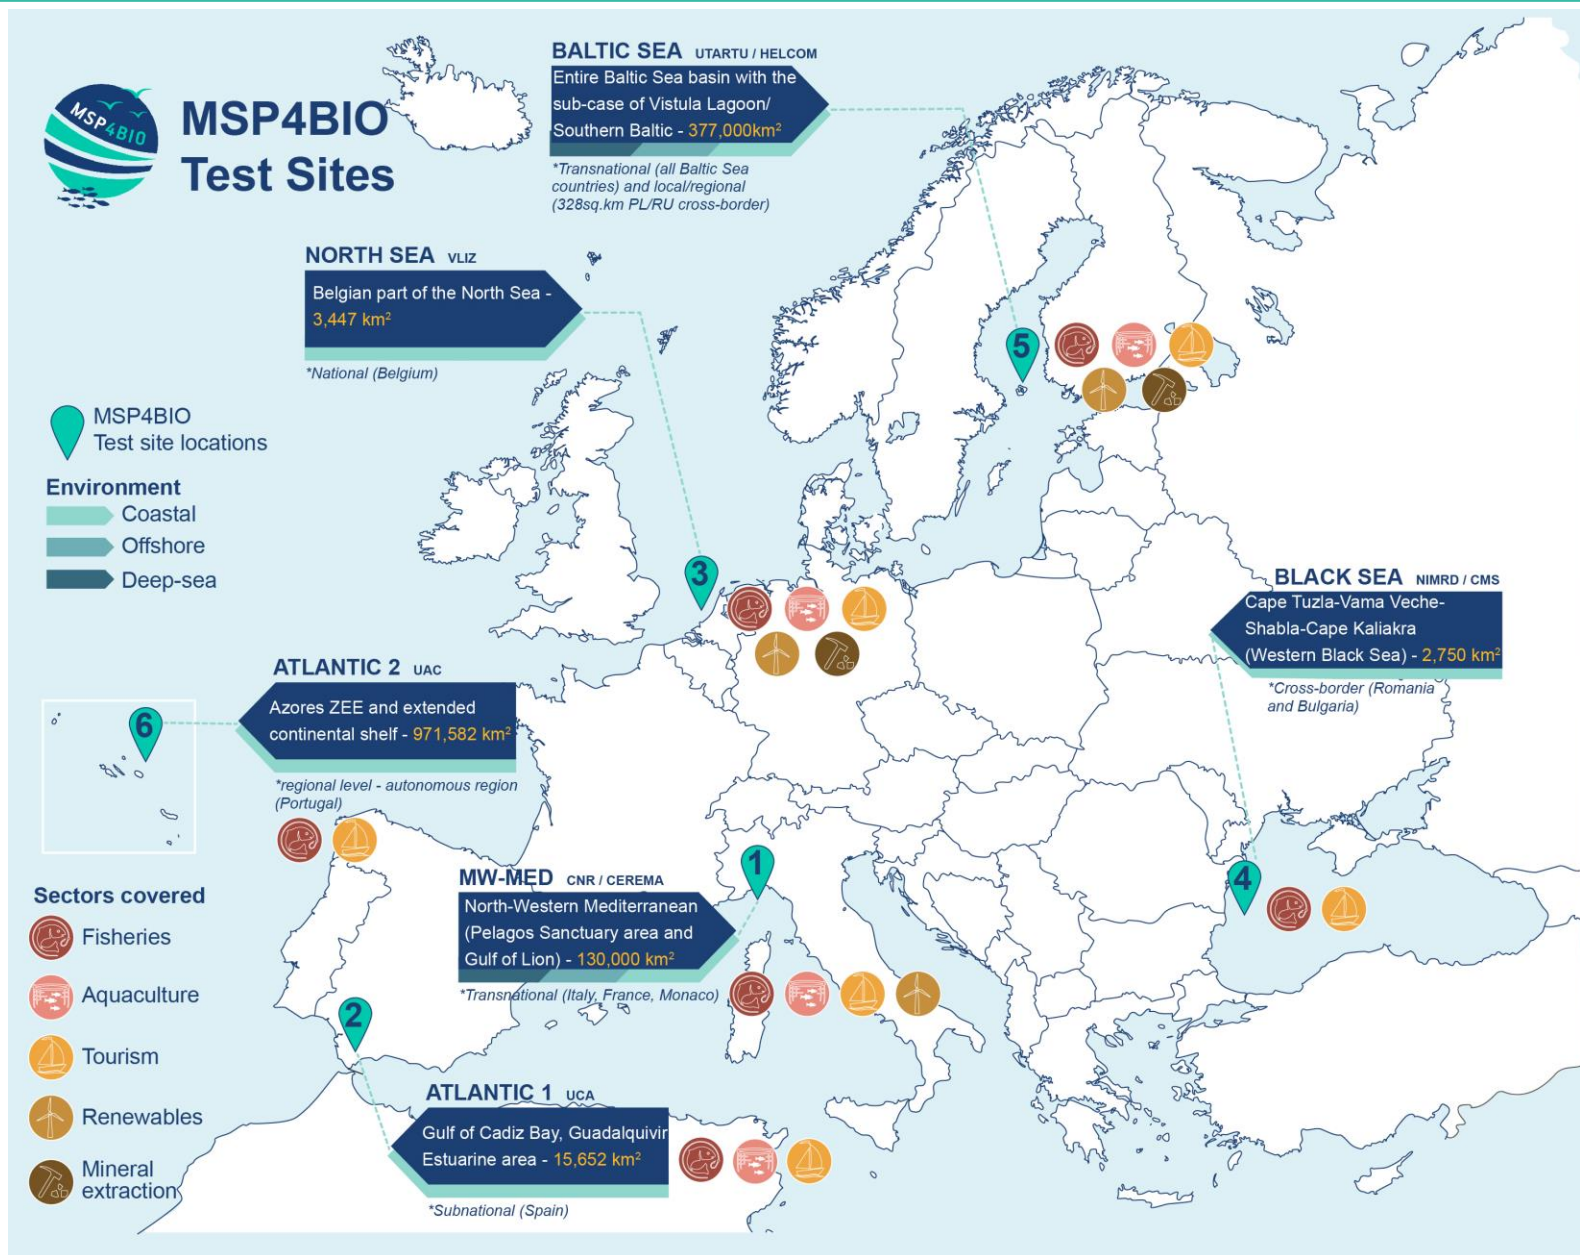 MSP4BIO
MSP4BIO
Test Sites
BALTIC SEA UTARTU / HELCOM
Entire Baltic Sea basin with the
sub-case of Vistula Lagoon/
Southern Baltic - 377,000km²
*Transnational (all Baltic Sea
countries) and local/regional
(328sq.km PL/RU cross-border)
NORTH SEA VLIZ
Belgian part of the North Sea -
3,447 km²
*National (Belgium)
MSP4BIO
Test site locations
Environment
Coastal
Offshore
Deep-sea
5
3
BLACK SEA NIMRD / CMS
Cape Tuzla-Vama Veche-
Shabla-Cape Kaliakra
(Western Black Sea) - 2,750 km²
*Cross-border (Romania
and Bulgaria)
ATLANTIC 2 UAC
Azores ZEE and extended
continental shelf - 971,582 km²
*regional level - autonomous region
(Portugal)
6
1
4
MW-MED CNR / CEREMA
North-Western Mediterranean
(Pelagos Sanctuary area and
Gulf of Lion) - 130,000 km²
*Transnational (Italy, France, Monaco)
Sectors covered
Fisheries
Aquaculture
Tourism
Renewables
Mineral
extraction
2
ATLANTIC 1 UCA
Gulf of Cadiz Bay, Guadalquivir
Estuarine area - 15,652 km²
*Subnational (Spain)